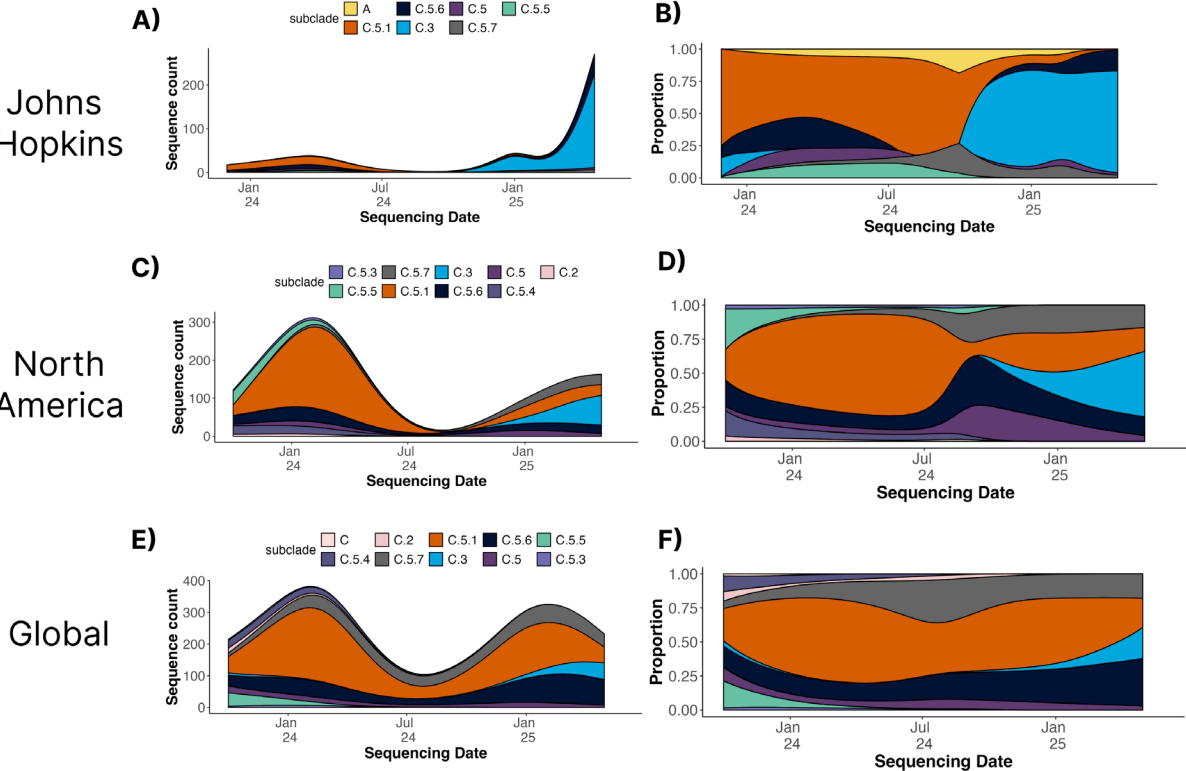 A)
subclade
A
C.5.6
C.5
C.5.5
C.5.1
C.3
C.5.7
Johns
Hopkins
Sequence count
200
100
0
Jan
24
Jul
24
Jan
25
Sequencing Date
B)
Proportion
1.00
0.75
0.50
0.25
0.00
Jan
24
Jul
24
Jan
25
Sequencing Date
C)
subclade
C.5.3
C.5.7
C.3
C.5
C.2
C.5.5
C.5.1
C.5.6
C.5.4
North
America
Sequence count
300
200
100
0
Jan
24
Jul
24
Jan
25
Sequencing Date
D)
Proportion
1.00
0.75
0.50
0.25
0.00
Jan
24
Jul
24
Jan
25
Sequencing Date
E)
subclade
C
C.2
C.5.1
C.5.6
C.5.5
C.5.4
C.5.7
C.3
C.5
C.5.3
Global
Sequence count
400
300
200
100
0
Jan
24
Jul
24
Jan
25
Sequencing Date
F)
Proportion
1.00
0.75
0.50
0.25
0.00
Jan
24
Jul
24
Jan
25
Sequencing Date